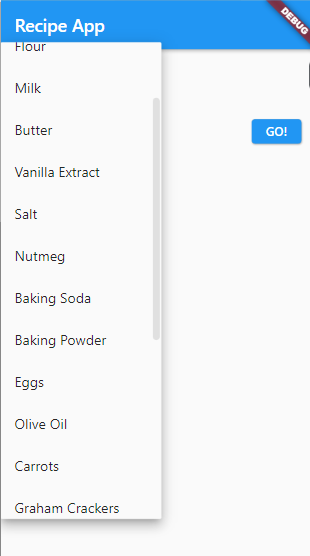 Recipe App
DEBUG
Flour
Milk
Butter
GO!
Vanilla Extract
Salt
Nutmeg
Baking Soda
Baking Powder
Eggs
Olive Oil
Carrots
Graham Crackers